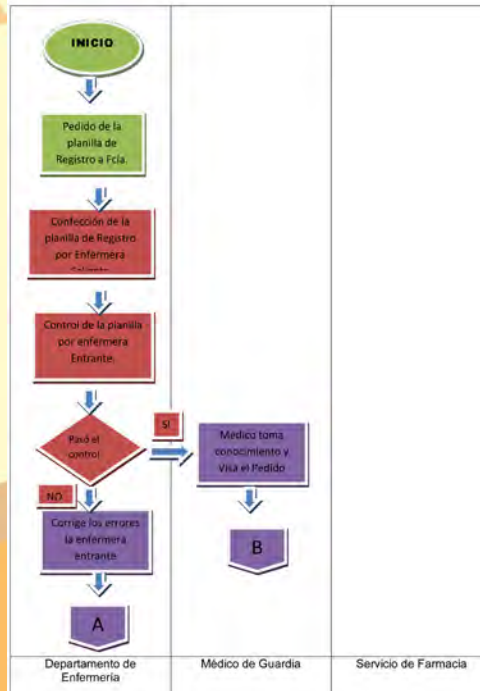 INICIO
Pedido de la
planilla de
Registro a Fcia.
Confección de la
planilla de Registro
por Enfermera
Control de la planilla
por enfermera
Entrante.
Pasó el
control
SI
Médico toma
conocimiento y
Visa el Pedido
NO
Corrige los errores
la enfermera
entrante
B
A
Departamento de
Enfermería
Médico de Guardia
Servicio de Farmacia